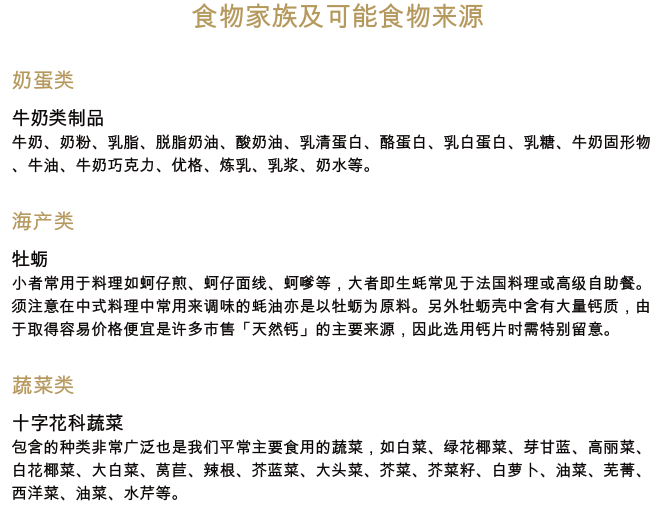 食物家族及可能食物来源
奶蛋类
牛奶类制品
牛奶、奶粉、乳脂、脱脂奶油、酸奶油、乳清蛋白、酪蛋白、乳白蛋白、乳糖、牛奶固形物
、牛油、牛奶巧克力、优格、炼乳、乳浆、奶水等。
海产类
牡蛎
小者常用于料理如蚵仔煎、蚵仔面线、蚵嗲等，大者即生蚝常见于法国料理或高级自助餐。
须注意在中式料理中常用来调味的蚝油亦是以牡蛎为原料。另外牡蛎壳中含有大量钙质，由
于取得容易价格便宜是许多市售「天然钙」的主要来源，因此选用钙片时需特别留意。
蔬菜类
十字花科蔬菜
包含的种类非常广泛也是我们平常主要食用的蔬菜，如白菜、绿花椰菜、芽甘蓝、高丽菜、
白花椰菜、大白菜、莴苣、辣根、芥蓝菜、大头菜、芥菜、芥菜籽、白萝卜、油菜、芜菁、
西洋菜、油菜、水芹等。